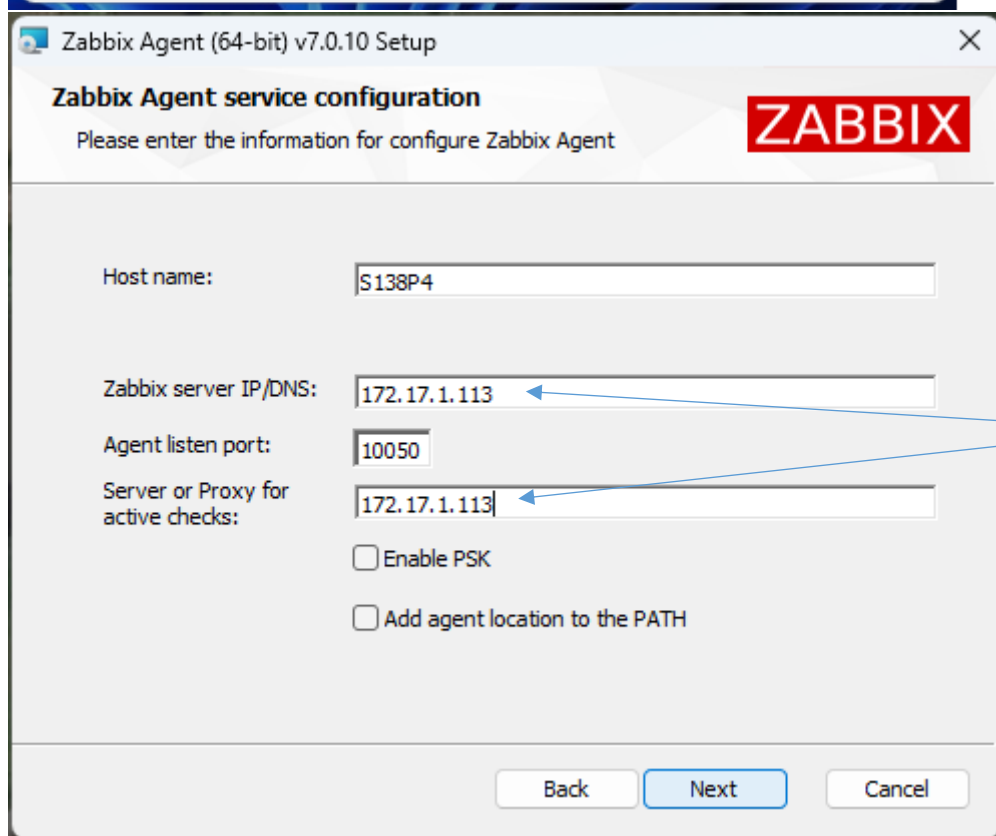 Zabbix Agent (64-bit) v7.0.10 Setup
Zabbix Agent service configuration
Please enter the information for configure Zabbix Agent
ZABBIX
Host name:
S138P4
Zabbix server IP/DNS:
172.17.1.113
Agent listen port:
10050
Server or Proxy for
active checks:
172.17.1.113
Enable PSK
Add agent location to the PATH
Back
Next
Cancel